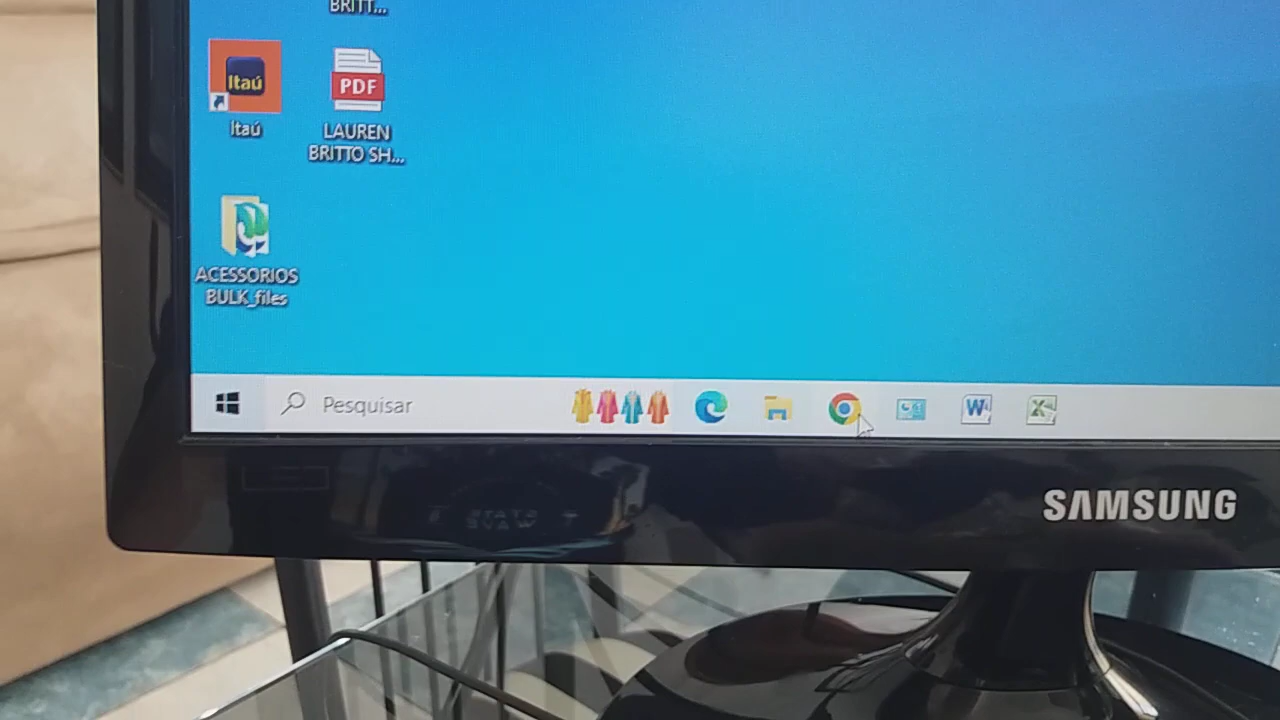 BRITT...
Itaú
PDF
Itaú
LAUREN
BRITTO SH...
ACESSORIOS
BULK_files
Pesquisar
W
X
SAMSUNG